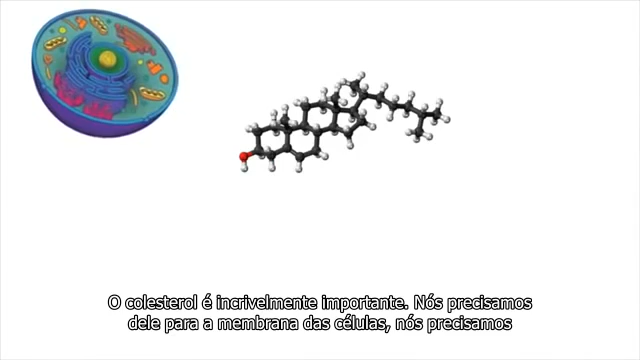 O colesterol é incrivelmente importante. Nós precisamos
dele para a membrana das células, nós precisamos